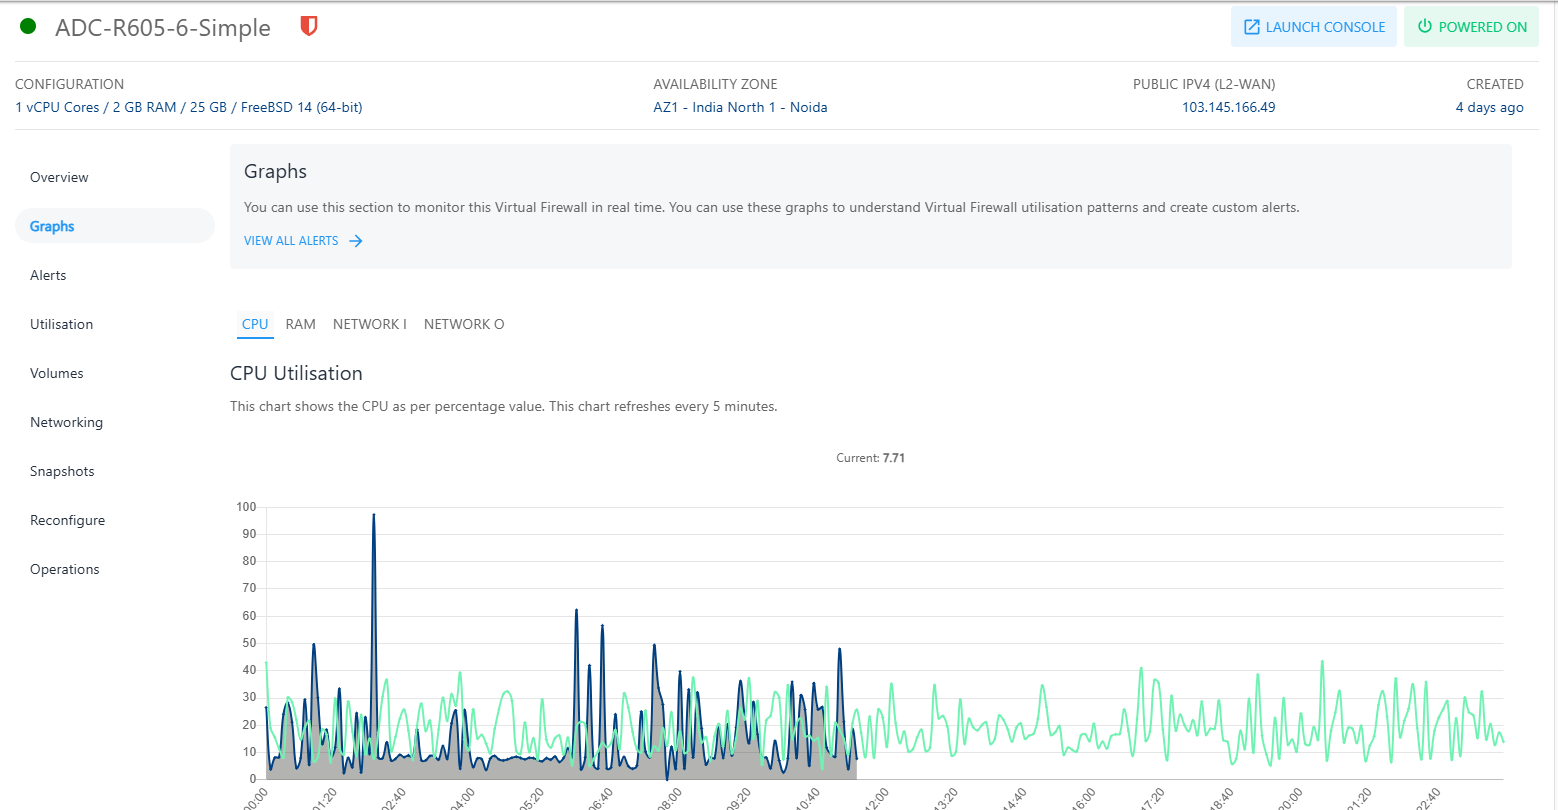 ADC-R605-6-Simple
LAUNCH CONSOLE
POWERED ON
CONFIGURATION
1 vCPU Cores / 2 GB RAM / 25 GB / FreeBSD 14 (64-bit)
AVAILABILITY ZONE
AZ1 - India North 1 - Noida
PUBLIC IPV4 (L2-WAN)
103.145.166.49
CREATED
4 days ago
Overview
Graphs
Alerts
Utilisation
Volumes
Networking
Snapshots
Reconfigure
Operations
Graphs
You can use this section to monitor this Virtual Firewall in real time. You can use these graphs to understand Virtual Firewall utilisation patterns and create custom alerts.
VIEW ALL ALERTS
CPU RAM NETWORK I NETWORK O
CPU Utilisation
This chart shows the CPU as per percentage value. This chart refreshes every 5 minutes.
Current: 7.71
100
90
80
70
60
50
40
30
20
10
0
00:00 01:20 02:40 04:00 05:20 06:40 08:00 09:20 10:40 12:00 13:20 14:40 16:00 17:20 18:40 20:00 21:20 22:40